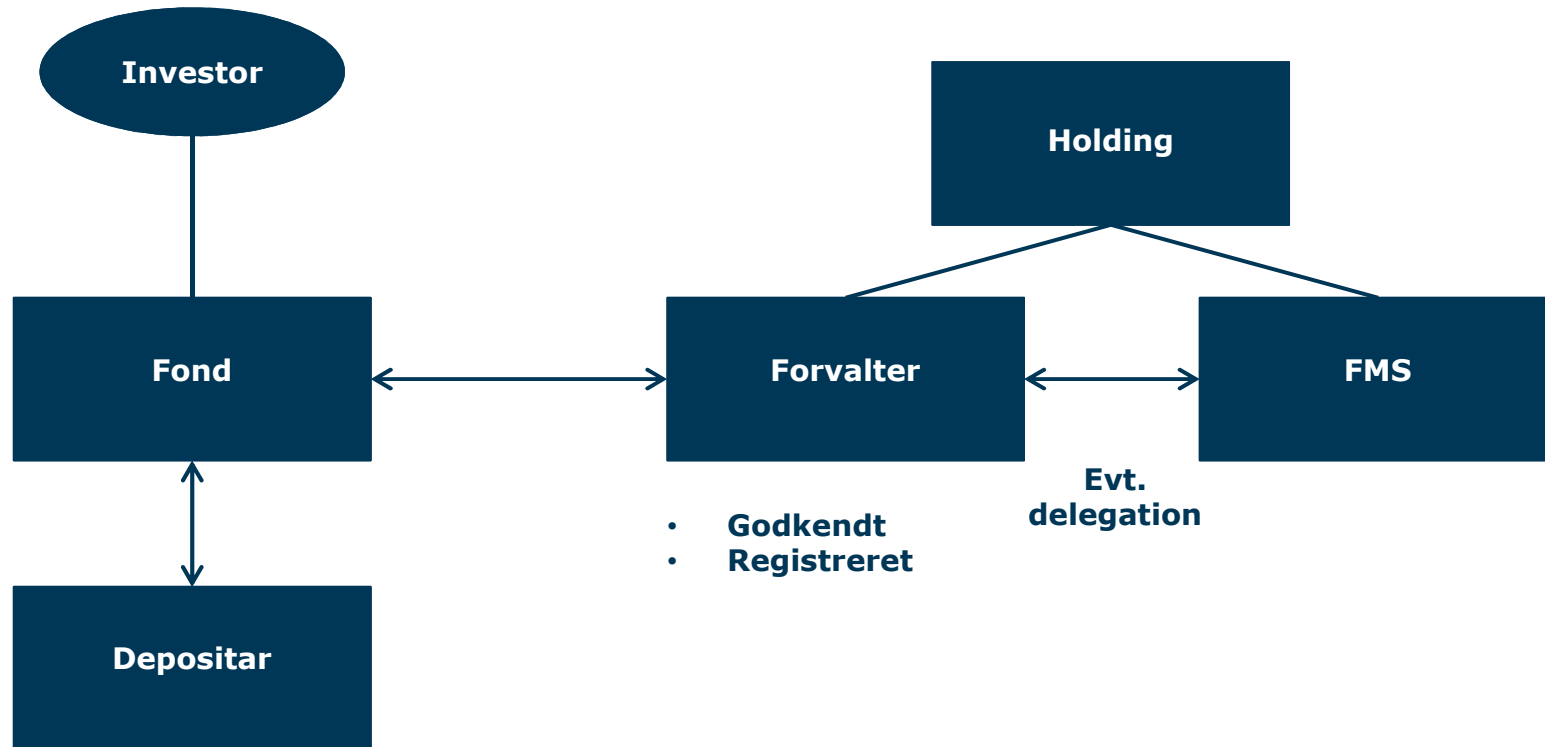 Investor
Holding
Fond
Forvalter
FMS
Evt.
delegation
• Godkendt
• Registreret
Depositar